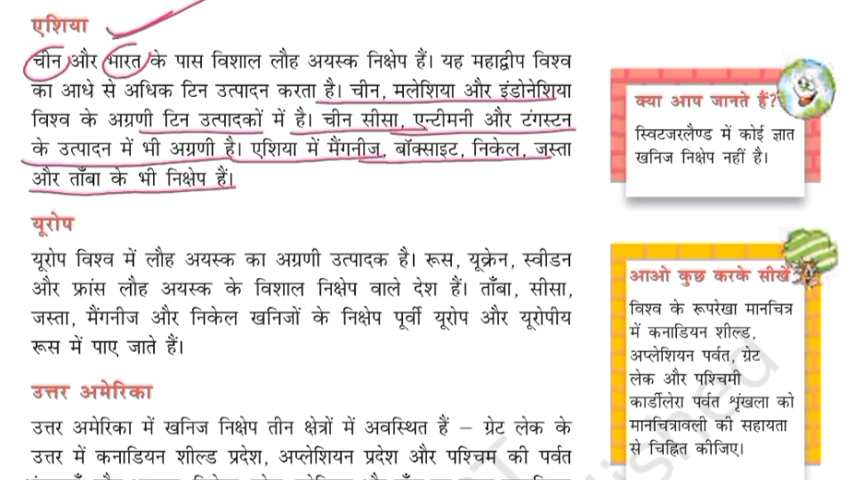 एशिया
चीन और भारत के पास विशाल लौह अयस्क निक्षेप हैं। यह महाद्वीप विश्व
का आधे से अधिक टिन उत्पादन करता है। चीन, मलेशिया और इंडोनेशिया
विश्व के अग्रणी टिन उत्पादकों में है। चीन सीसा, एन्टीमनी और टंगस्टन
के उत्पादन में भी अग्रणी है। एशिया में मैंगनीज, बॉक्साइट, निकेल, जस्ता
और ताँबा के भी निक्षेप हैं।
यूरोप
यूरोप विश्व में लौह अयस्क का अग्रणी उत्पादक है। रूस, यूक्रेन, स्वीडन
और फ्रांस लौह अयस्क के विशाल निक्षेप वाले देश हैं। ताँबा, सीसा,
जस्ता, मैंगनीज और निकेल खनिजों के निक्षेप पूर्वी यूरोप और यूरोपीय
रूस में पाए जाते हैं।
उत्तर अमेरिका
उत्तर अमेरिका में खनिज निक्षेप तीन क्षेत्रों में अवस्थित हैं – ग्रेट लेक के
उत्तर में कनाडियन शील्ड प्रदेश, अप्लेशियन प्रदेश और पश्चिम की पर्वत
क्या आप जानते हैं?
स्विटजरलैण्ड में कोई ज्ञात
खनिज निक्षेप नहीं है।
आओ कुछ करके सीखें
विश्व के रूपरेखा मानचित्र
में कनाडियन शील्ड,
अप्लेशियन पर्वत, ग्रेट
लेक और पश्चिमी
कार्डीलेरा पर्वत शृंखला को
मानचित्रावली की सहायता
से चिह्नित कीजिए।